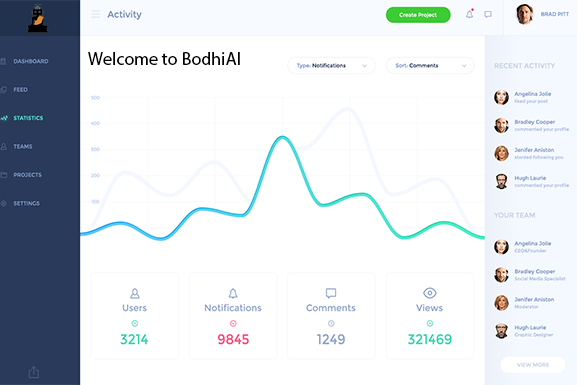 Activity
Create Project
BRAD PITT
Welcome to BodhiAI
Type: Notifications
Sort: Comments
DASHBOARD
FEED
STATISTICS
TEAMS
PROJECTS
SETTINGS
500
400
300
200
100
Users
3214
Notifications
9845
Comments
1249
Views
321469
RECENT ACTIVITY
Angelina Jolie
liked your post
Bradley Cooper
commented your profile
Jenifer Aniston
started following you
Hugh Laurie
commented your profile
YOUR TEAM
Angelina Jolie
CEO&Founder
Bradley Cooper
Social Media Specialist
Jenifer Aniston
Moderator
Hugh Laurie
Graphic Designer
VIEW MORE